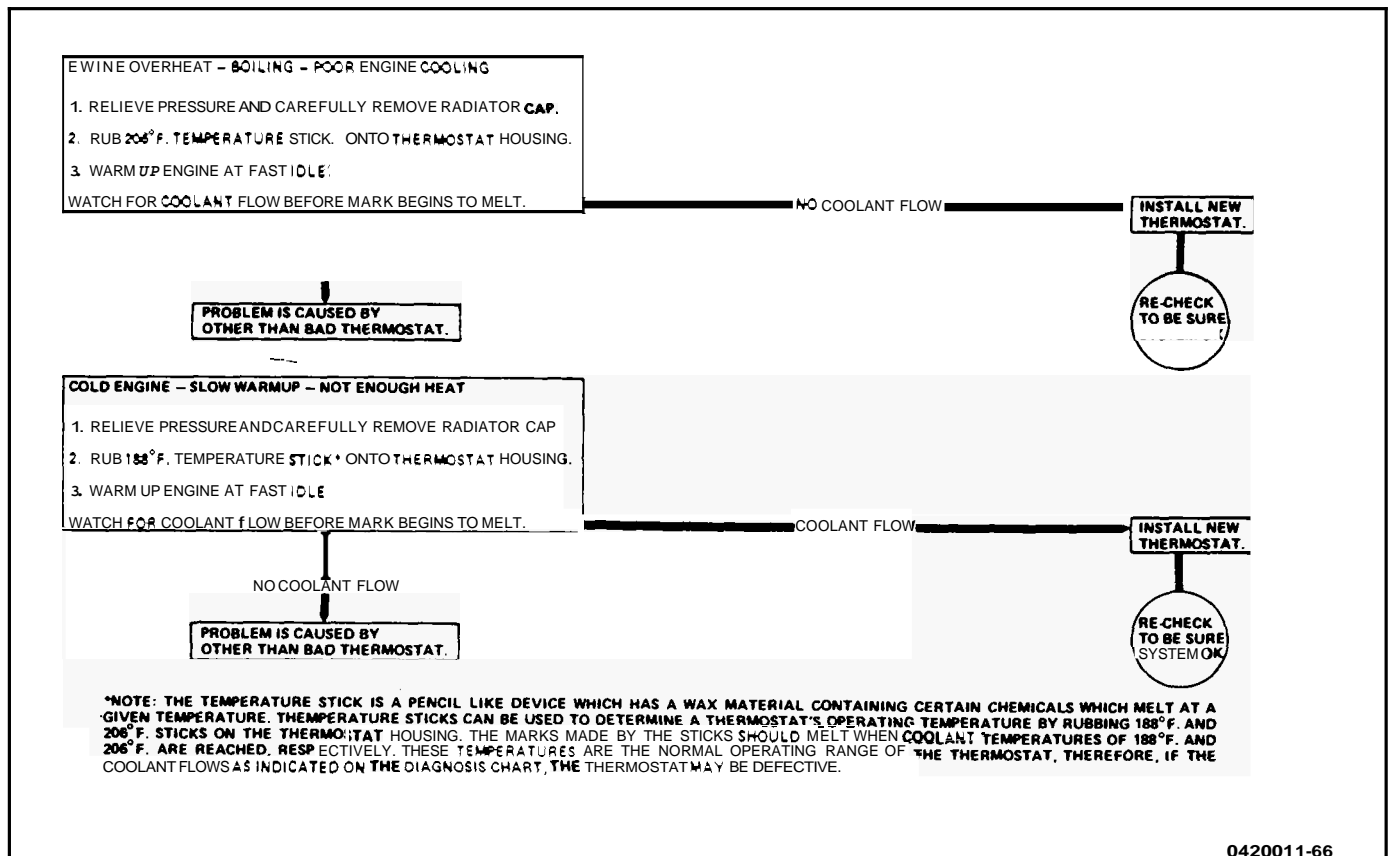 EWINE OVERHEAT – BOILING – POOR ENGINE COOLING
1. RELIEVE PRESSURE AND CAREFULLY REMOVE RADIATOR CAP.
2. RUB 206°F. TEMPERATURE STICK. ONTO THERMOSTAT HOUSING.
3. WARM UP ENGINE AT FAST IDLE.
WATCH FOR COOLANT FLOW BEFORE MARK BEGINS TO MELT.
NO COOLANT FLOW
INSTALL NEW
THERMOSTAT.
PROBLEM IS CAUSED BY
OTHER THAN BAD THERMOSTAT.
RE-CHECK
TO BE SURE
COLD ENGINE – SLOW WARMUP – NOT ENOUGH HEAT
1. RELIEVE PRESSURE AND CAREFULLY REMOVE RADIATOR CAP
2. RUB 188°F. TEMPERATURE STICK* ONTO THERMOSTAT HOUSING.
3. WARM UP ENGINE AT FAST IDLE
WATCH FOR COOLANT fLOW BEFORE MARK BEGINS TO MELT.
COOLANT FLOW
INSTALL NEW
THERMOSTAT.
NO COOLANT FLOW
PROBLEM IS CAUSED BY
OTHER THAN BAD THERMOSTAT.
RE-CHECK
TO BE SURE
SYSTEM OK
*NOTE: THE TEMPERATURE STICK IS A PENCIL LIKE DEVICE WHICH HAS A WAX MATERIAL CONTAINING CERTAIN CHEMICALS WHICH MELT AT A
GIVEN TEMPERATURE. THEMPERATURE STICKS CAN BE USED TO DETERMINE A THERMOSTAT'S OPERATING TEMPERATURE BY RUBBING 188°F. AND
206°F. STICKS ON THE THERMOSTAT HOUSING. THE MARKS MADE BY THE STICKS SHOULD MELT WHEN COOLANT TEMPERATURES OF 188°F. AND
206°F. ARE REACHED, RESPECTIVELY. THESE TEMPERATURES ARE THE NORMAL OPERATING RANGE OF THE THERMOSTAT, THEREFORE, IF THE
COOLANT FLOWS AS INDICATED ON THE DIAGNOSIS CHART, THE THERMOSTAT MAY BE DEFECTIVE.
0420011-66